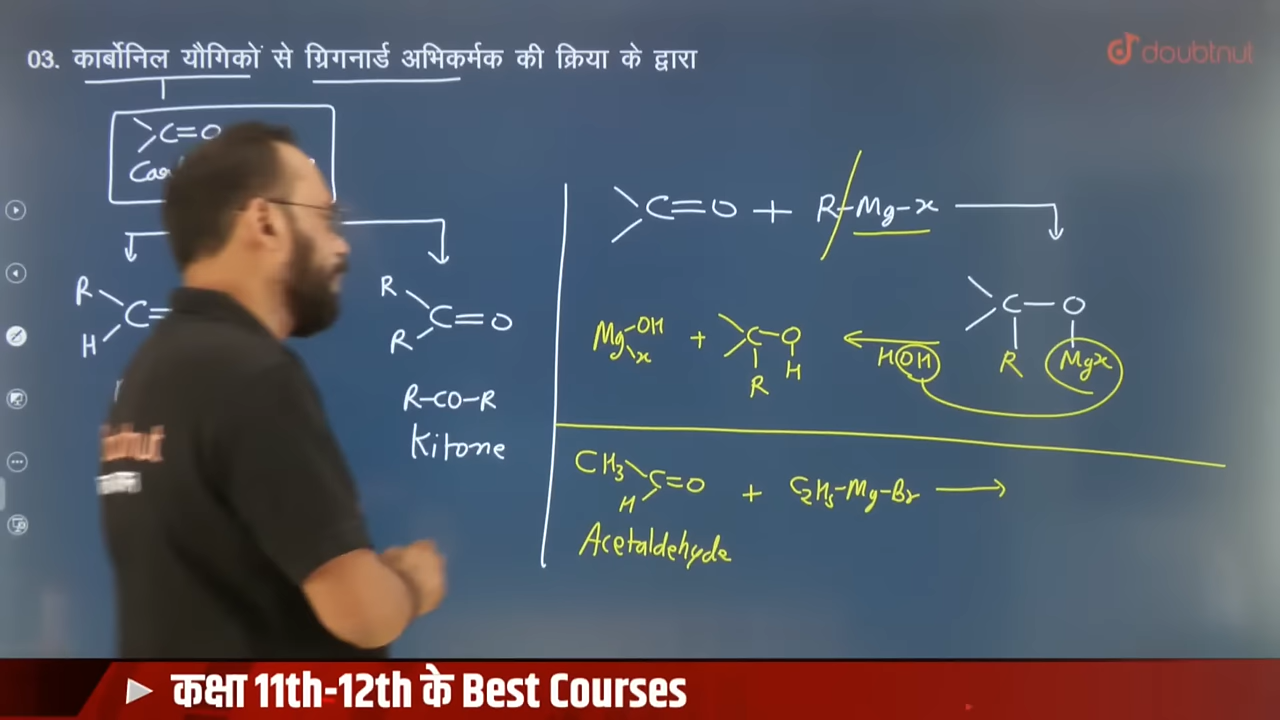 03. कार्बोनिल यौगिकों से ग्रिगनार्ड अभिकर्मक की क्रिया के द्वारा
doubtnut
C=O
R
H
C=
R
R
C=O
R-CO-R
Kitone
C=O + R-Mg-x
C-O
R
Mgx
HOH
Mg-OH
x
+
C-O
R
H
CH₃
H
C=O
+ C₂H₅-Mg-Br
Acetaldehyde
कक्षा 11th-12th के Best Courses